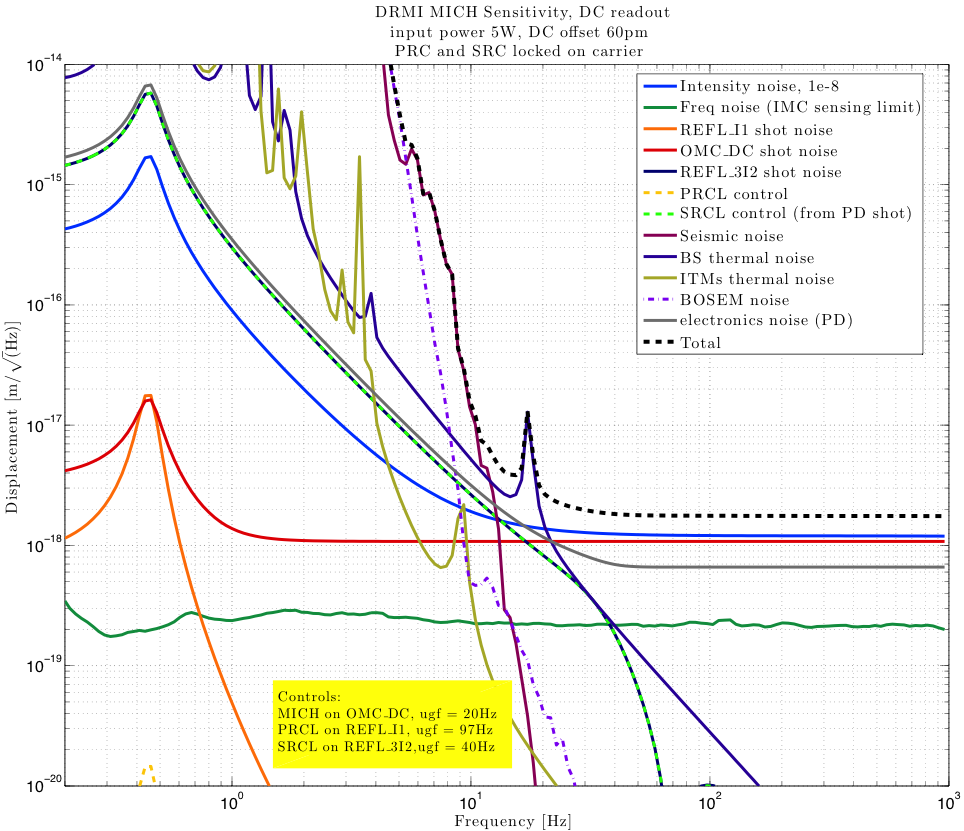 DRMI MICH Sensitivity, DC readout
input power 5W, DC offset 60pm
PRC and SRC locked on carrier
Intensity noise, 1e-8
Freq noise (IMC sensing limit)
REFL_I1 shot noise
OMC_DC shot noise
REFL_3I2 shot noise
PRCL control
SRCL control (from PD shot)
Seismic noise
BS thermal noise
ITMs thermal noise
BOSEM noise
electronics noise (PD)
Total
10^-14
10^-15
10^-16
10^-17
10^-18
10^-19
10^-20
Displacement [m/√(Hz)]
Controls:
MICH on OMC_DC, ugf = 20Hz
PRCL on REFL_I1, ugf = 97Hz
SRCL on REFL_3I2,ugf = 40Hz
10^0 10^1 10^2 10^3
Frequency [Hz]